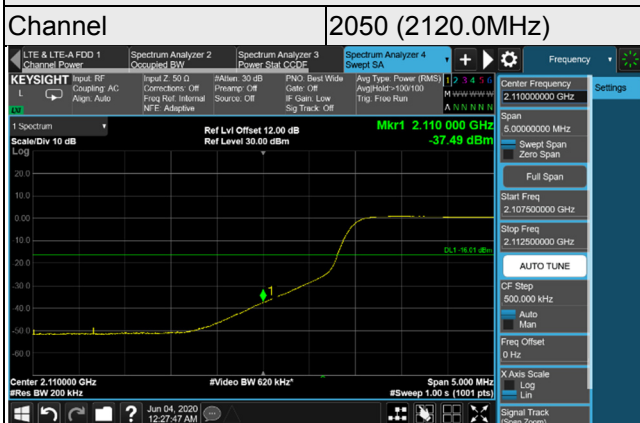 Channel 2050 (2120.0MHz)
LTE & LTE-A FDD 1 Channel Power
Spectrum Analyzer 2 Occupied BW
Spectrum Analyzer 3 Power Stat CCDF
Spectrum Analyzer 4 Swept SA
Frequency
KEYSIGHT
L
LV
Input: RF
Coupling: AC
Align: Auto
Input Z: 50 Ω
Corrections: Off
Freq Ref: Internal
NFE: Adaptive
#Atten: 30 dB
Preamp: Off
Source: Off
PNO: Best Wide
Gate: Off
IF Gain: Low
Sig Track: Off
Avg Type: Power (RMS)
Avg|Hold:>100/100
Trig: Free Run
1 2 3 4 5 6
M W W W W W
A N N N N N
1 Spectrum
Scale/Div 10 dB
Log
Ref Lvl Offset 12.00 dB
Ref Level 30.00 dBm
Mkr1 2.110 000 GHz
-37.49 dBm
20.0
10.0
0.00
-10.0
-20.0
-30.0
-40.0
-50.0
-60.0
DL1 -16.01 dBm
1
Center 2.110000 GHz
#Res BW 200 kHz
#Video BW 620 kHz*
Span 5.000 MHz
#Sweep 1.00 s (1001 pts)
Jun 04, 2020
12:27:47 AM
Settings
Center Frequency
2.110000000 GHz
Span
5.00000000 MHz
Swept Span
Zero Span
Full Span
Start Freq
2.107500000 GHz
Stop Freq
2.112500000 GHz
AUTO TUNE
CF Step
500.000 kHz
Auto
Man
Freq Offset
0 Hz
X Axis Scale
Log
Lin
Signal Track
(Span Zoom)